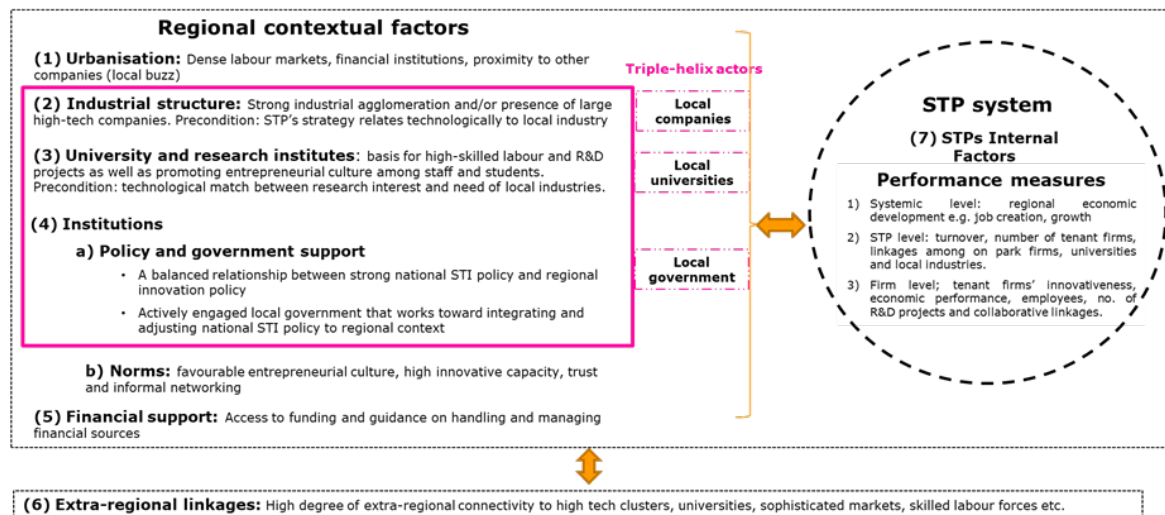 Regional contextual factors
(1) Urbanisation: Dense labour markets, financial institutions, proximity to other
companies (local buzz)
Triple-helix actors
(2) Industrial structure: Strong industrial agglomeration and/or presence of large
high-tech companies. Precondition: STP's strategy relates technologically to local industry
Local
companies
(3) University and research institutes: basis for high-skilled labour and R&D
projects as well as promoting entrepreneurial culture among staff and students.
Precondition: technological match between research interest and need of local industries.
Local
universities
(4) Institutions
a) Policy and government support
• A balanced relationship between strong national STI policy and regional
innovation policy
• Actively engaged local government that works toward integrating and
adjusting national STI policy to regional context
Local
government
b) Norms: favourable entrepreneurial culture, high innovative capacity, trust
and informal networking
(5) Financial support: Access to funding and guidance on handling and managing
financial sources
STP system
(7) STPs Internal
Factors
Performance measures
1) Systemic level: regional economic
development e.g. job creation, growth
2) STP level: turnover, number of tenant firms,
linkages among on park firms, universities
and local industries.
3) Firm level; tenant firms' innovativeness,
economic performance, employees, no. of
R&D projects and collaborative linkages.
(6) Extra-regional linkages: High degree of extra-regional connectivity to high tech clusters, universities, sophisticated markets, skilled labour forces etc.